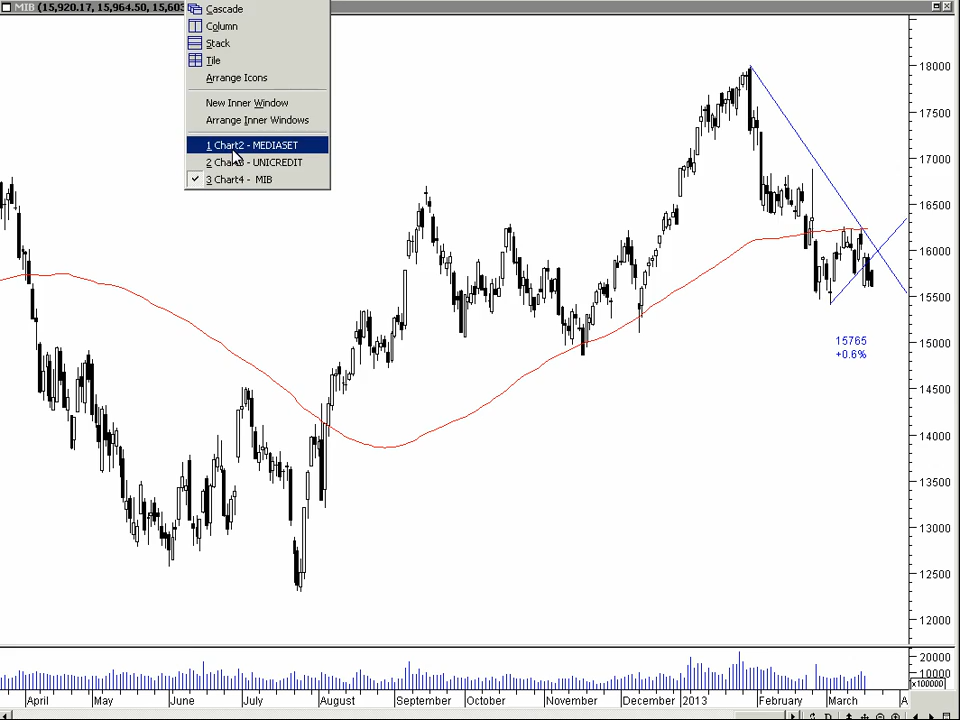 MIB (15,920.17, 15,964.50, 15,603
Cascade
Column
Stack
Tile
Arrange Icons
New Inner Window
Arrange Inner Windows
1 Chart2 - MEDIASET
2 Chart3 - UNICREDIT
3 Chart4 - MIB
18000
17500
17000
16500
16000
15500
15000
14500
14000
13500
13000
12500
12000
15765
+0.6%
20000
10000
x100000
April May June July August September October November December 2013 February March A